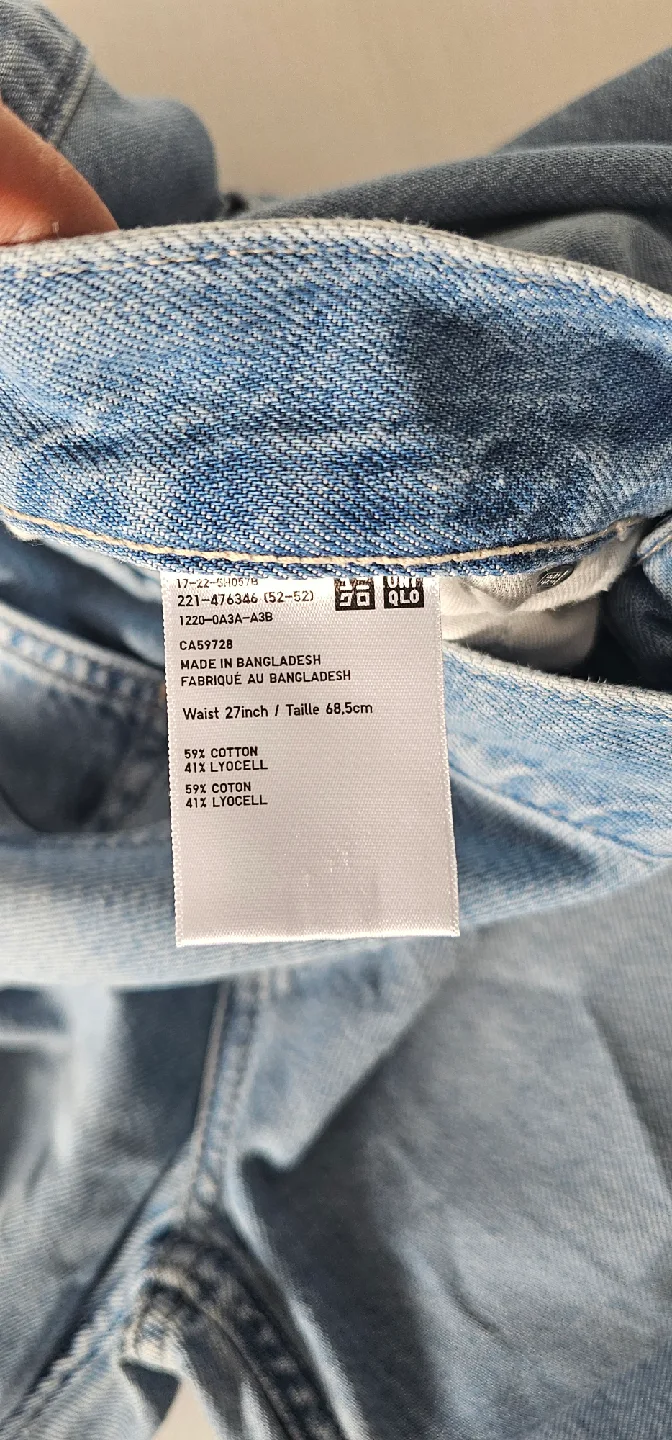 221-476346 (52-52)
1220-0A3A-A3B
UNI
QLO
CA59728
MADE IN BANGLADESH
FABRIQUÉ AU BANGLADESH
Waist 27inch / Taille 68,5cm
59% COTTON
41% LYOCELL
59% COTON
41% LYOCELL